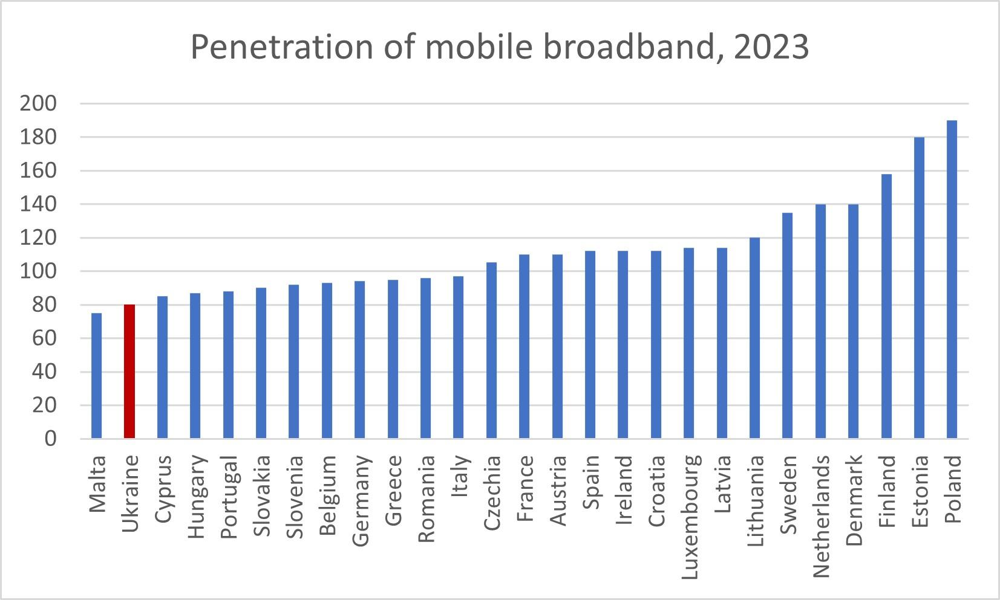 Penetration of mobile broadband, 2023
200
180
160
140
120
100
80
60
40
20
0
Malta
Ukraine
Cyprus
Hungary
Portugal
Slovakia
Slovenia
Belgium
Germany
Greece
Romania
Italy
Czechia
France
Austria
Spain
Ireland
Croatia
Luxembourg
Latvia
Lithuania
Sweden
Netherlands
Denmark
Finland
Estonia
Poland